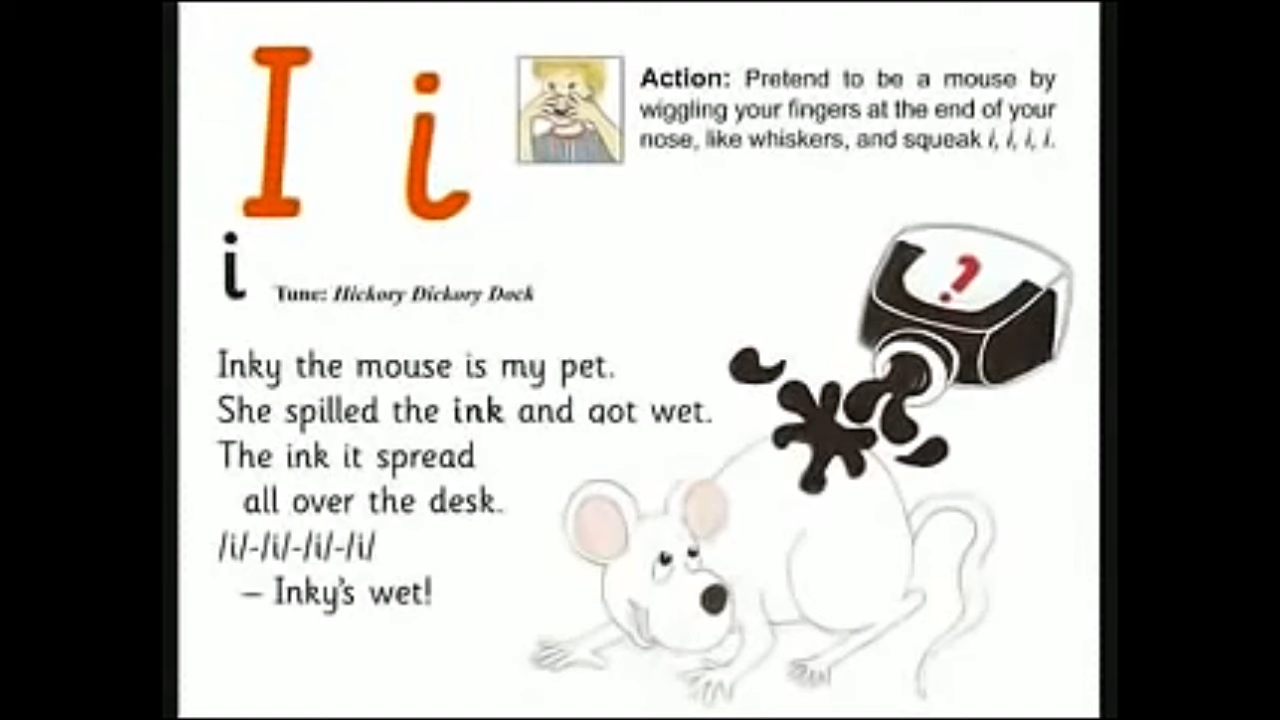 I i
Action: Pretend to be a mouse by
wiggling your fingers at the end of your
nose, like whiskers, and squeak i, i, i, i.
i
Tune: Hickory Dickory Dock
Inky the mouse is my pet.
She spilled the ink and got wet.
The ink it spread
all over the desk.
/i/-/i/-/i/-/i/
– Inky's wet!
?